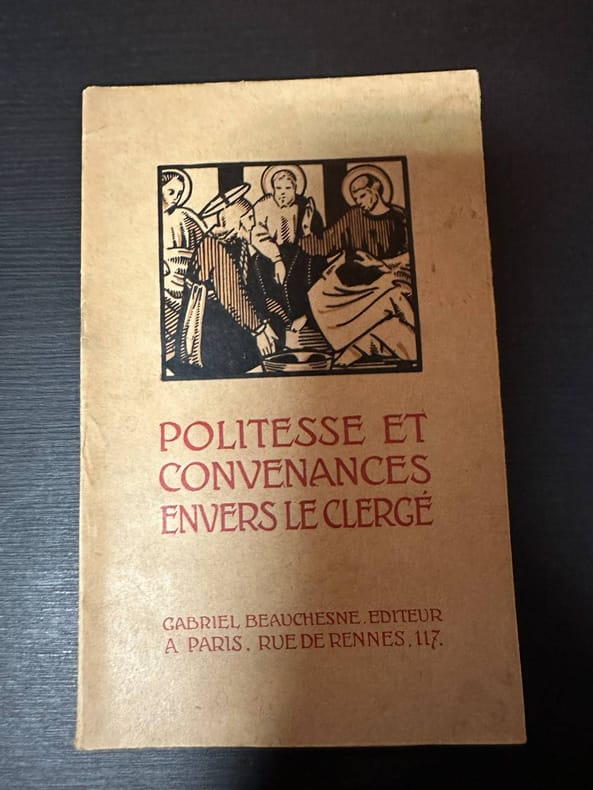 POLITESSE ET
CONVENANCES
ENVERS LE CLERGÉ
GABRIEL BEAUCHESNE. EDITEUR
A PARIS. RUE DE RENNES, 117.